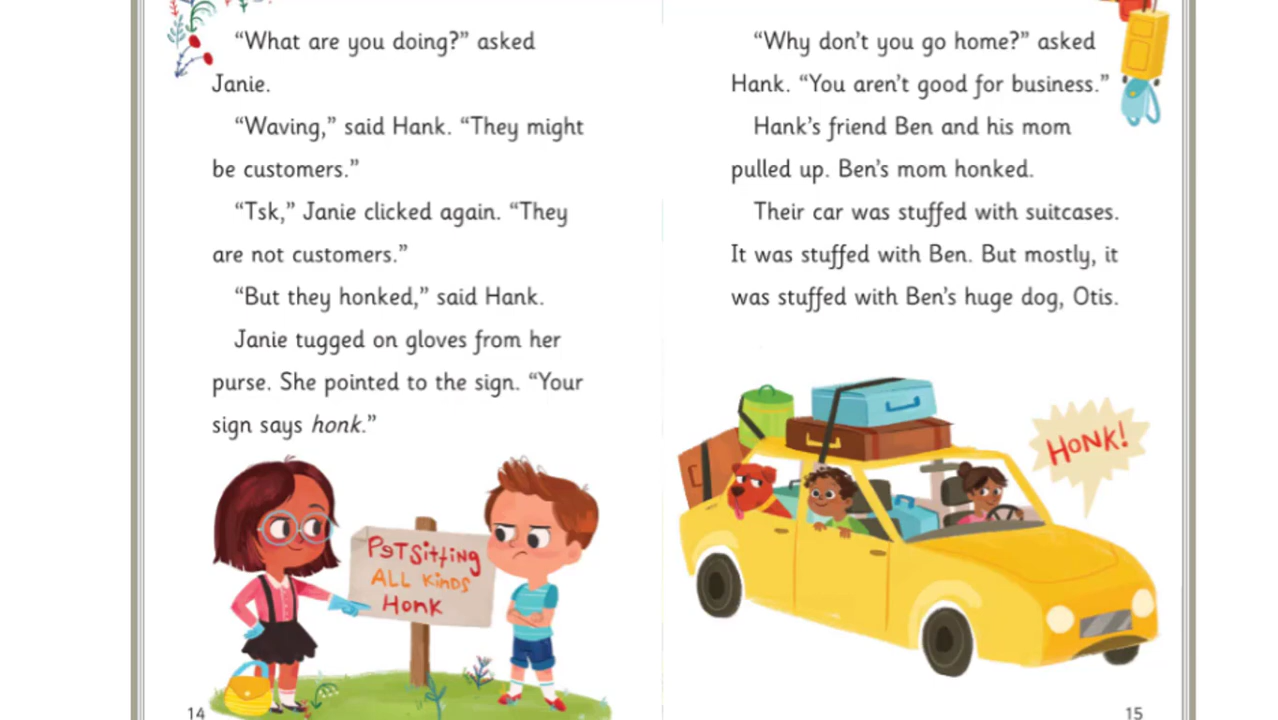 “What are you doing?” asked
Janie.
“Waving,” said Hank. “They might
be customers.”
“Tsk,” Janie clicked again. “They
are not customers.”
“But they honked,” said Hank.
Janie tugged on gloves from her
purse. She pointed to the sign. “Your
sign says honk.”
PeTSitting
ALL Kinds
Honk
14
“Why don’t you go home?” asked
Hank. “You aren’t good for business.”
Hank’s friend Ben and his mom
pulled up. Ben’s mom honked.
Their car was stuffed with suitcases.
It was stuffed with Ben. But mostly, it
was stuffed with Ben’s huge dog, Otis.
HONK!
15